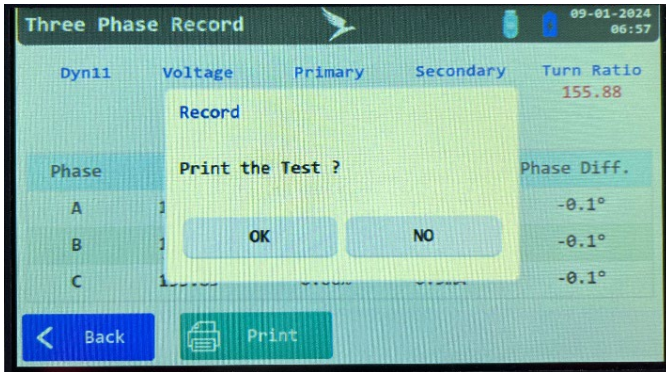 Three Phase Record
09-01-2024
06:57
Dyn11 Voltage Primary Secondary Turn Ratio
155.88
Record
Print the Test ?
Phase Phase Diff.
A -0.1°
B -0.1°
C -0.1°
OK NO
Back Print